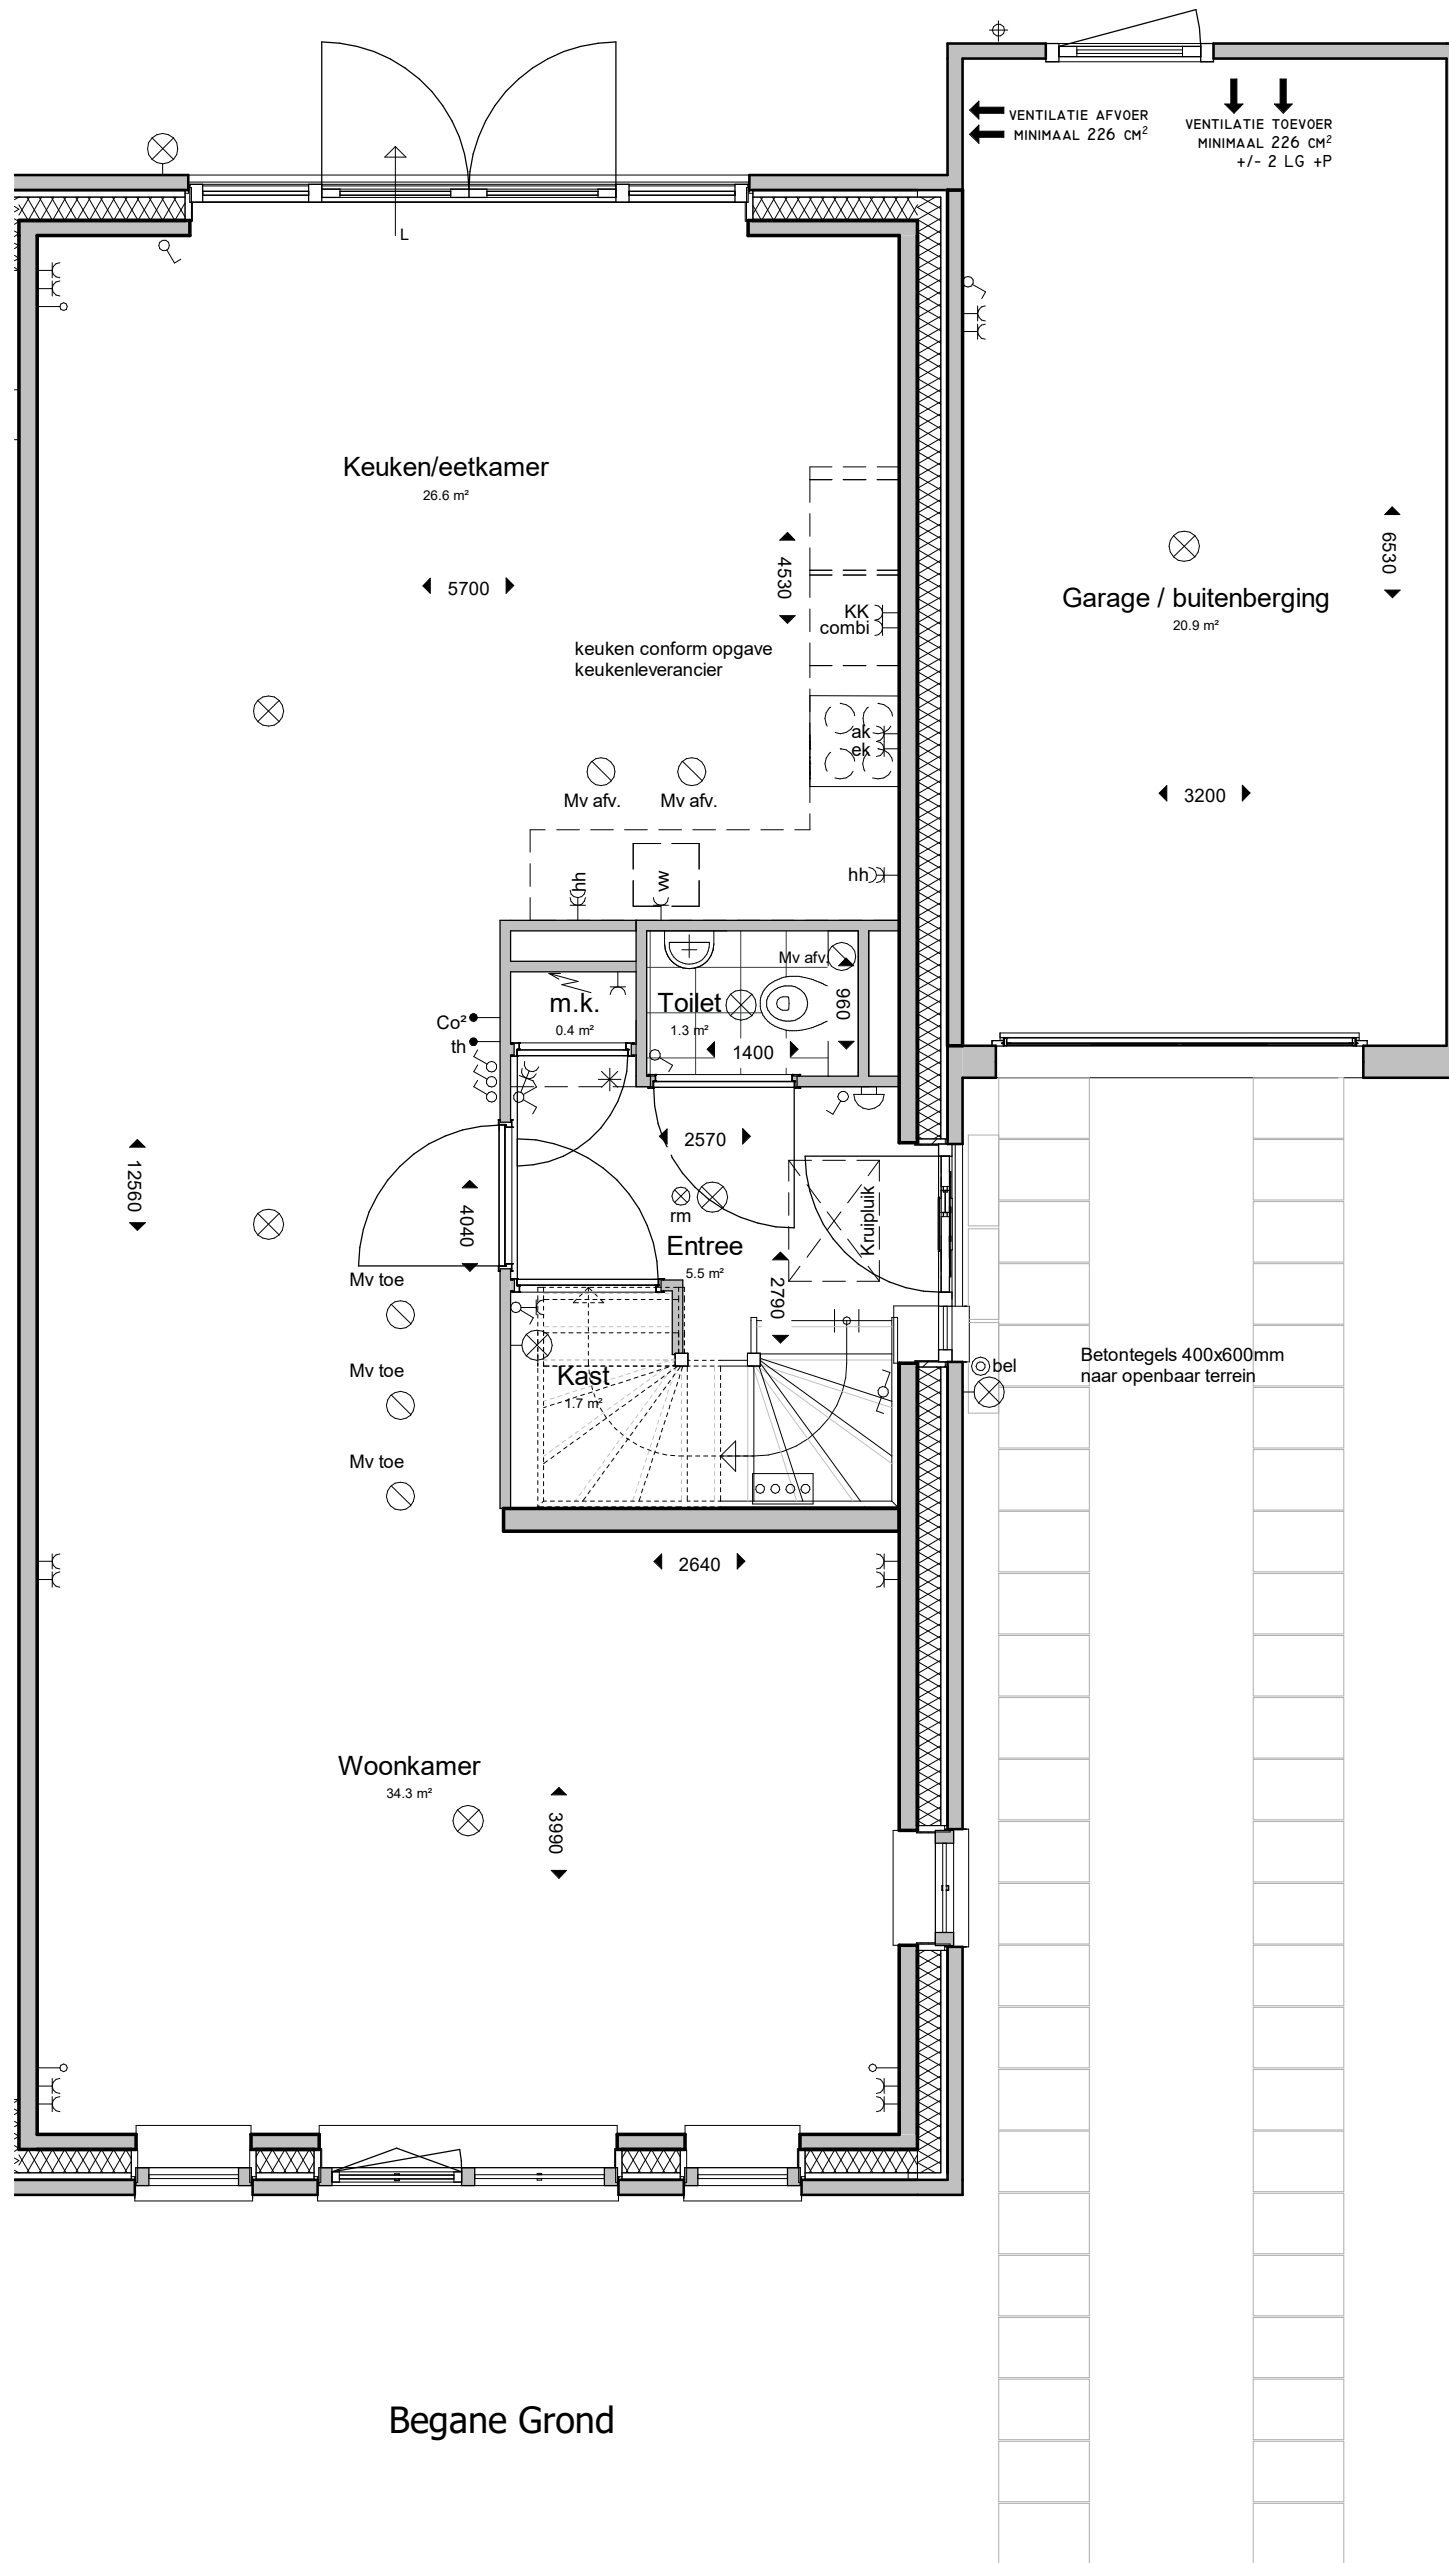 VENTILATIE AFVOER
MINIMAAL 226 CM²
VENTILATIE TOEVOER
MINIMAAL 226 CM²
+/- 2 LG +P
L
Keuken/eetkamer
26.6 m²
5700
4530
KK
combi
keuken conform opgave
keukenleverancier
ak
ek
Mv afv.
Mv afv.
hh
vw
hh
6530
Garage / buitenberging
20.9 m²
3200
Mv afv.
m.k.
0.4 m²
Toilet
1.3 m²
960
1400
Co²
th
2570
12560
4040
rm
Kruipluik
Entree
5.5 m²
2790
Mv toe
Mv toe
Mv toe
Kast
1.7 m²
bel
Betontegels 400x600mm
naar openbaar terrein
2640
Woonkamer
34.3 m²
3990
Begane Grond